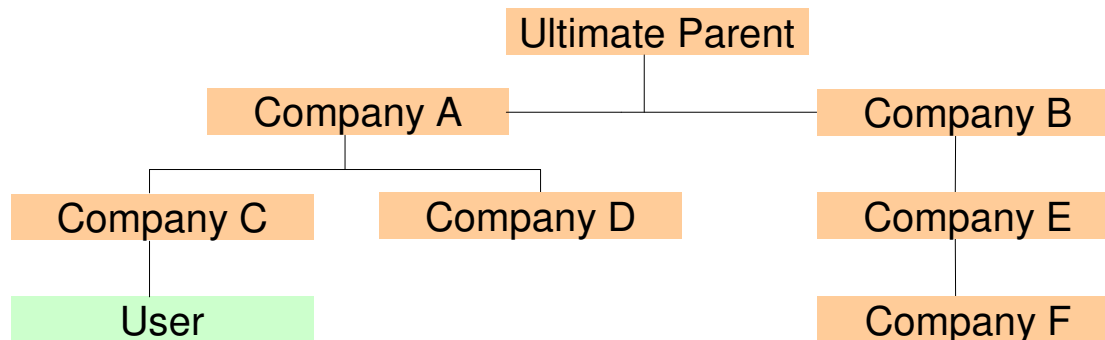 Ultimate Parent
Company A
Company B
Company C
Company D
Company E
User
Company F